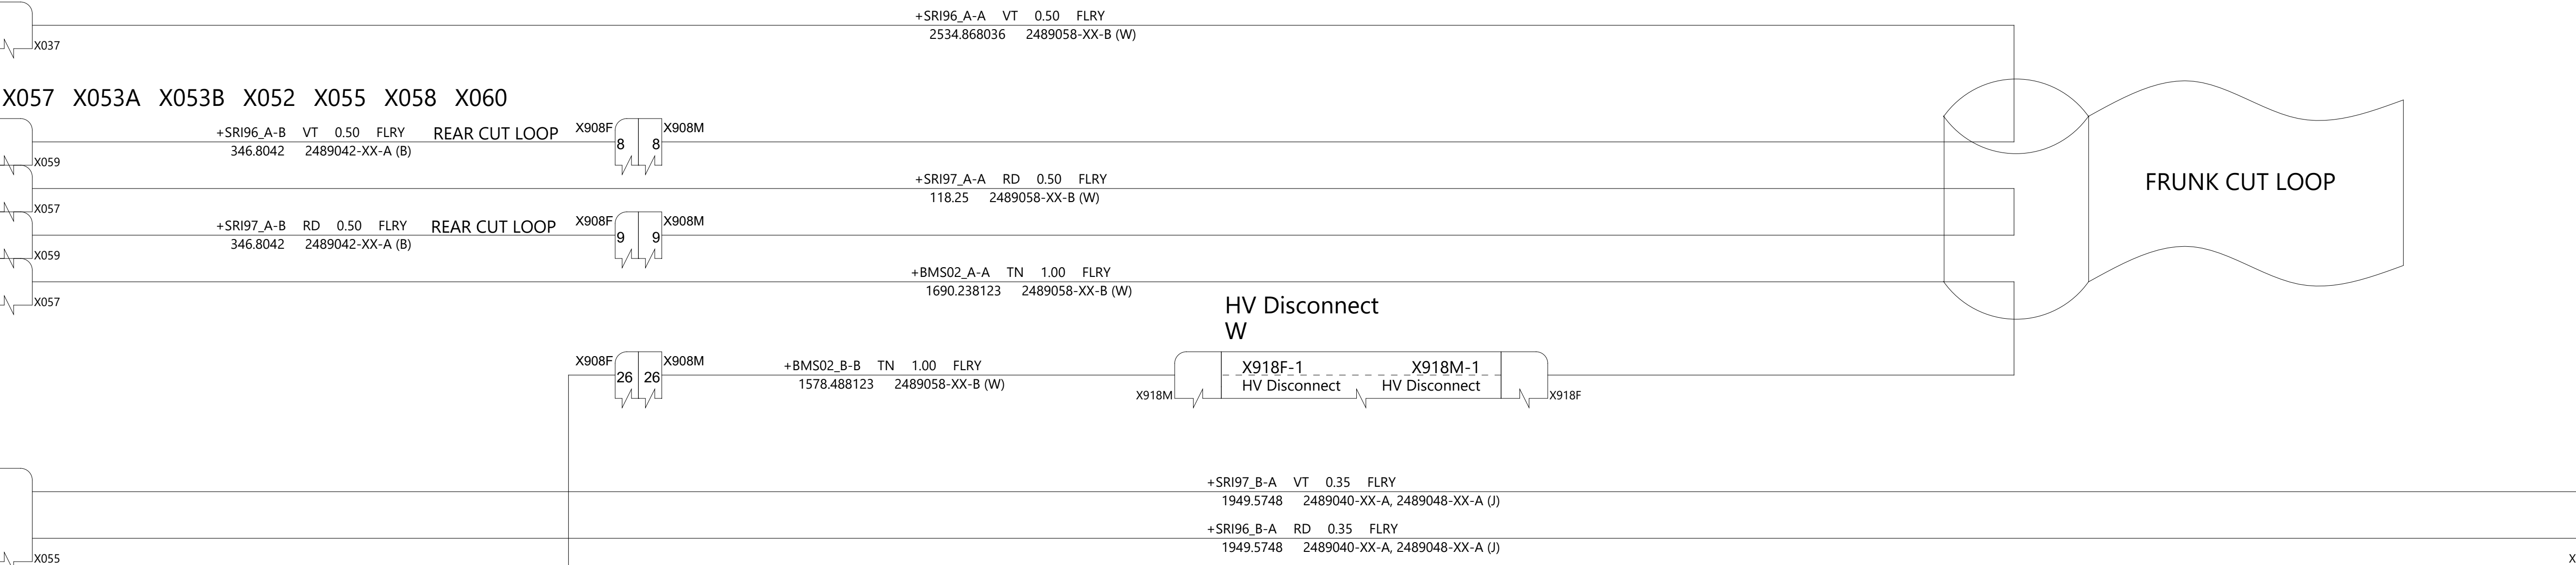 +SRI96_A-A VT 0.50 FLRY
2534.868036 2489058-XX-B (W)
X037
X057 X053A X053B X052 X055 X058 X060
+SRI96_A-B VT 0.50 FLRY REAR CUT LOOP X908F 8 8 X908M
346.8042 2489042-XX-A (B)
X059
+SRI97_A-A RD 0.50 FLRY
118.25 2489058-XX-B (W)
FRUNK CUT LOOP
X057
+SRI97_A-B RD 0.50 FLRY REAR CUT LOOP X908F 9 9 X908M
346.8042 2489042-XX-A (B)
X059
+BMS02_A-A TN 1.00 FLRY
1690.238123 2489058-XX-B (W)
X057
HV Disconnect
W
X908F 26 26 X908M
+BMS02_B-B TN 1.00 FLRY
1578.488123 2489058-XX-B (W)
X918F-1 X918M-1
HV Disconnect HV Disconnect
X918M X918F
+SRI97_B-A VT 0.35 FLRY
1949.5748 2489040-XX-A, 2489048-XX-A (J)
+SRI96_B-A RD 0.35 FLRY
1949.5748 2489040-XX-A, 2489048-XX-A (J)
X055
X